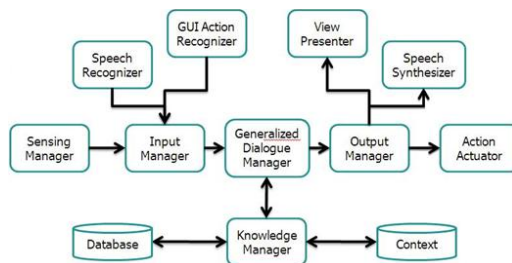 GUI Action
Recognizer
View
Presenter
Speech
Recognizer
Speech
Synthesizer
Sensing
Manager
Input
Manager
Generalized
Dialogue
Manager
Output
Manager
Action
Actuator
Database
Knowledge
Manager
Context